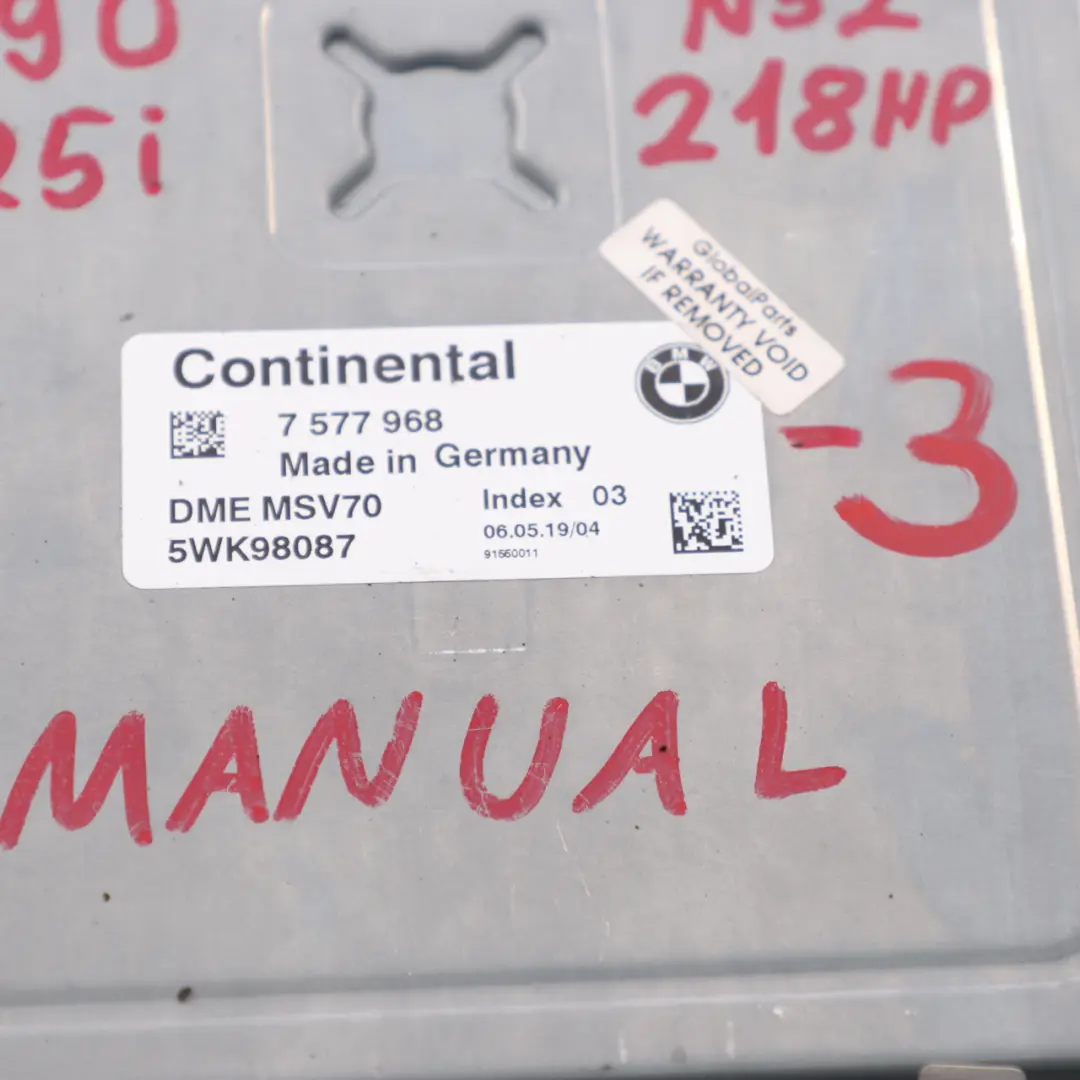 90
N52
25i
218HP
GlobalParts
WARRANTY VOID
IF REMOVED
Continental
BMW
7 577 968
Made in Germany
DME MSV70
Index 03
5WK98087
06.05.19/04
91560011
-3
MANUAL